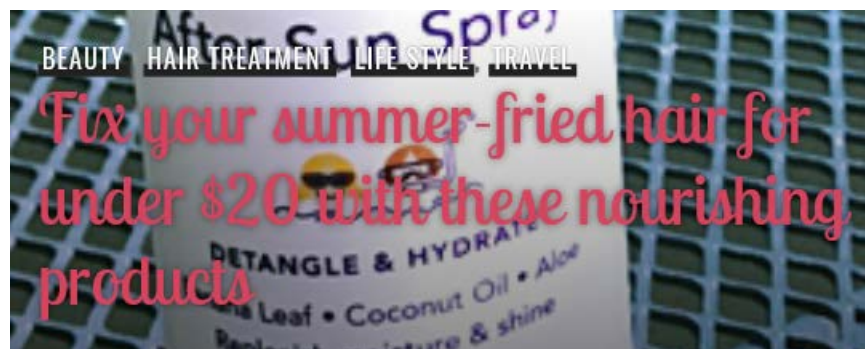 After Sun Spray
BEAUTY HAIR TREATMENT LIFE STYLE TRAVEL
Fix your summer-fried hair for
under $20 with these nourishing
products
DETANGLE & HYDRATE
Leaf • Coconut Oil • Aloe
& shine